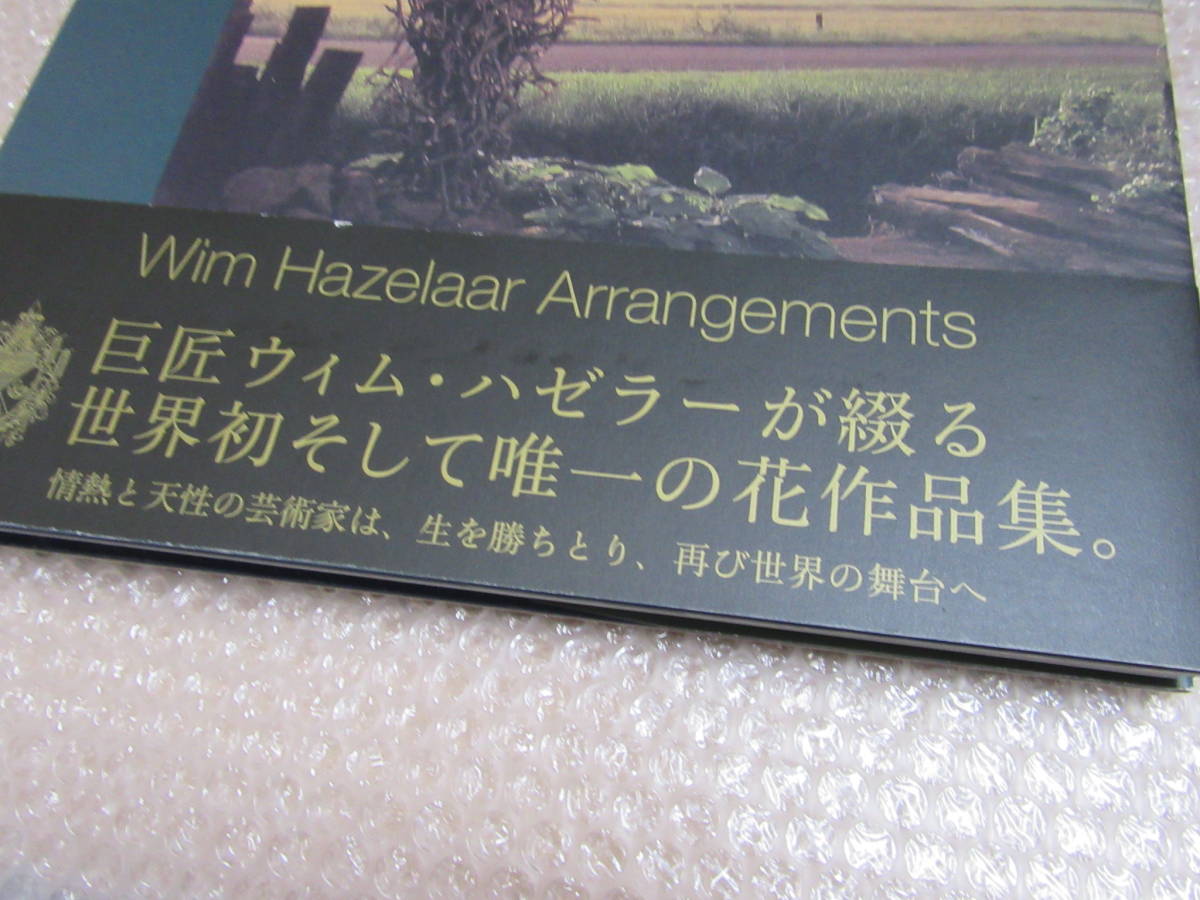 Wim Hazelaar Arrangements
巨匠ウィム・ハゼラーが綴る
世界初そして唯一の花作品集。
情熱と天性の芸術家は、生を勝ちとり、再び世界の舞台へ